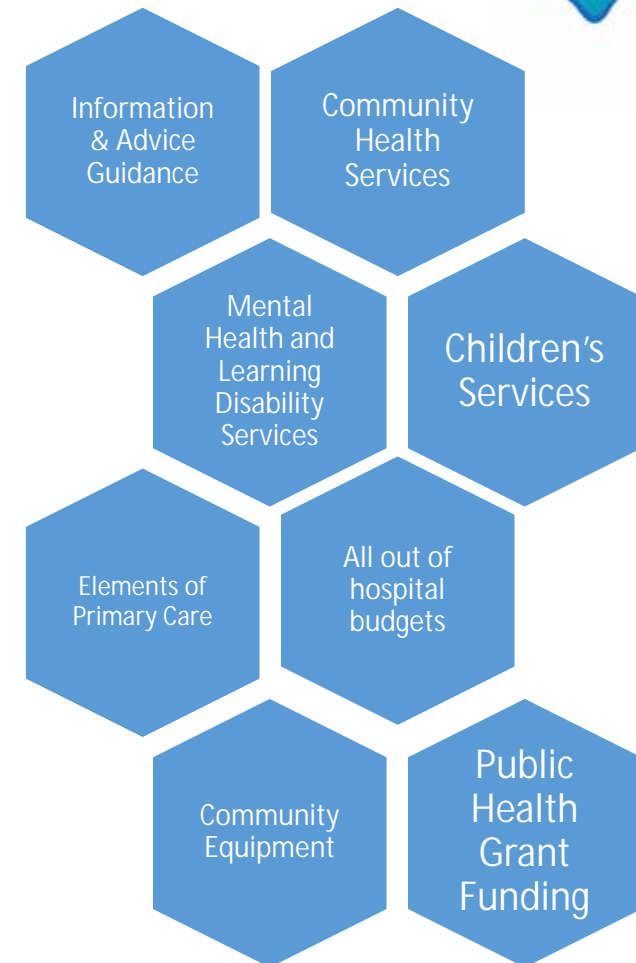 Information
& Advice
Guidance
Community
Health
Services
Mental
Health and
Learning
Disability
Services
Children’s
Services
Elements of
Primary Care
All out of
hospital
budgets
Community
Equipment
Public
Health
Grant
Funding